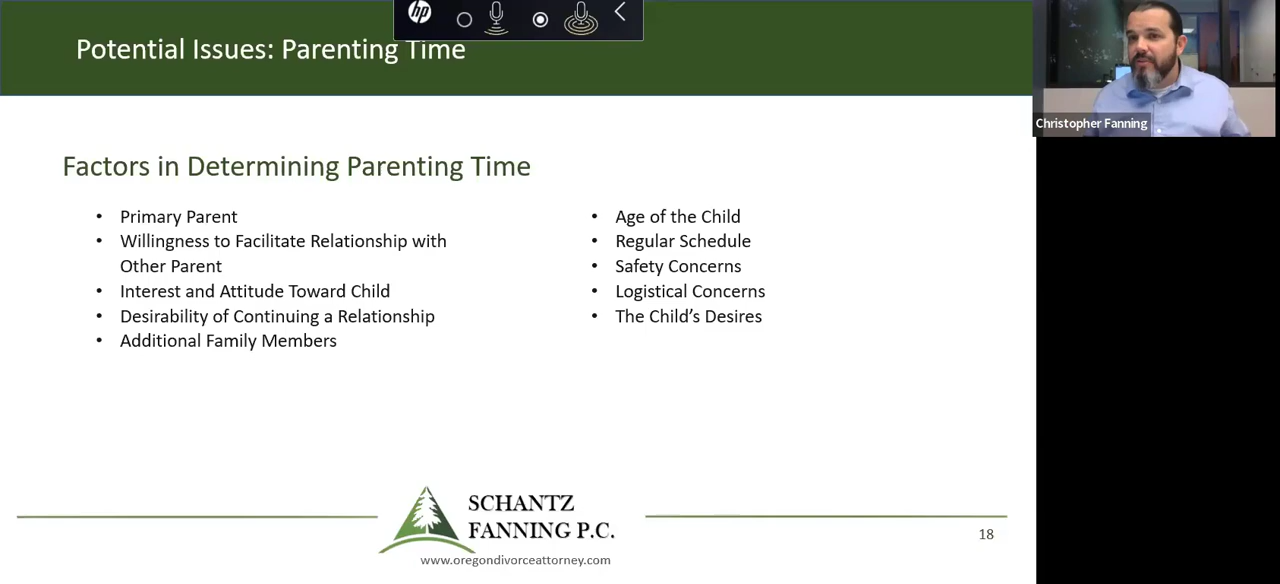 hp
Potential Issues: Parenting Time
Christopher Fanning
Factors in Determining Parenting Time
• Primary Parent
• Willingness to Facilitate Relationship with
Other Parent
• Interest and Attitude Toward Child
• Desirability of Continuing a Relationship
• Additional Family Members
• Age of the Child
• Regular Schedule
• Safety Concerns
• Logistical Concerns
• The Child’s Desires
SCHANTZ
FANNING P.C.
www.oregondivorceattorney.com
18